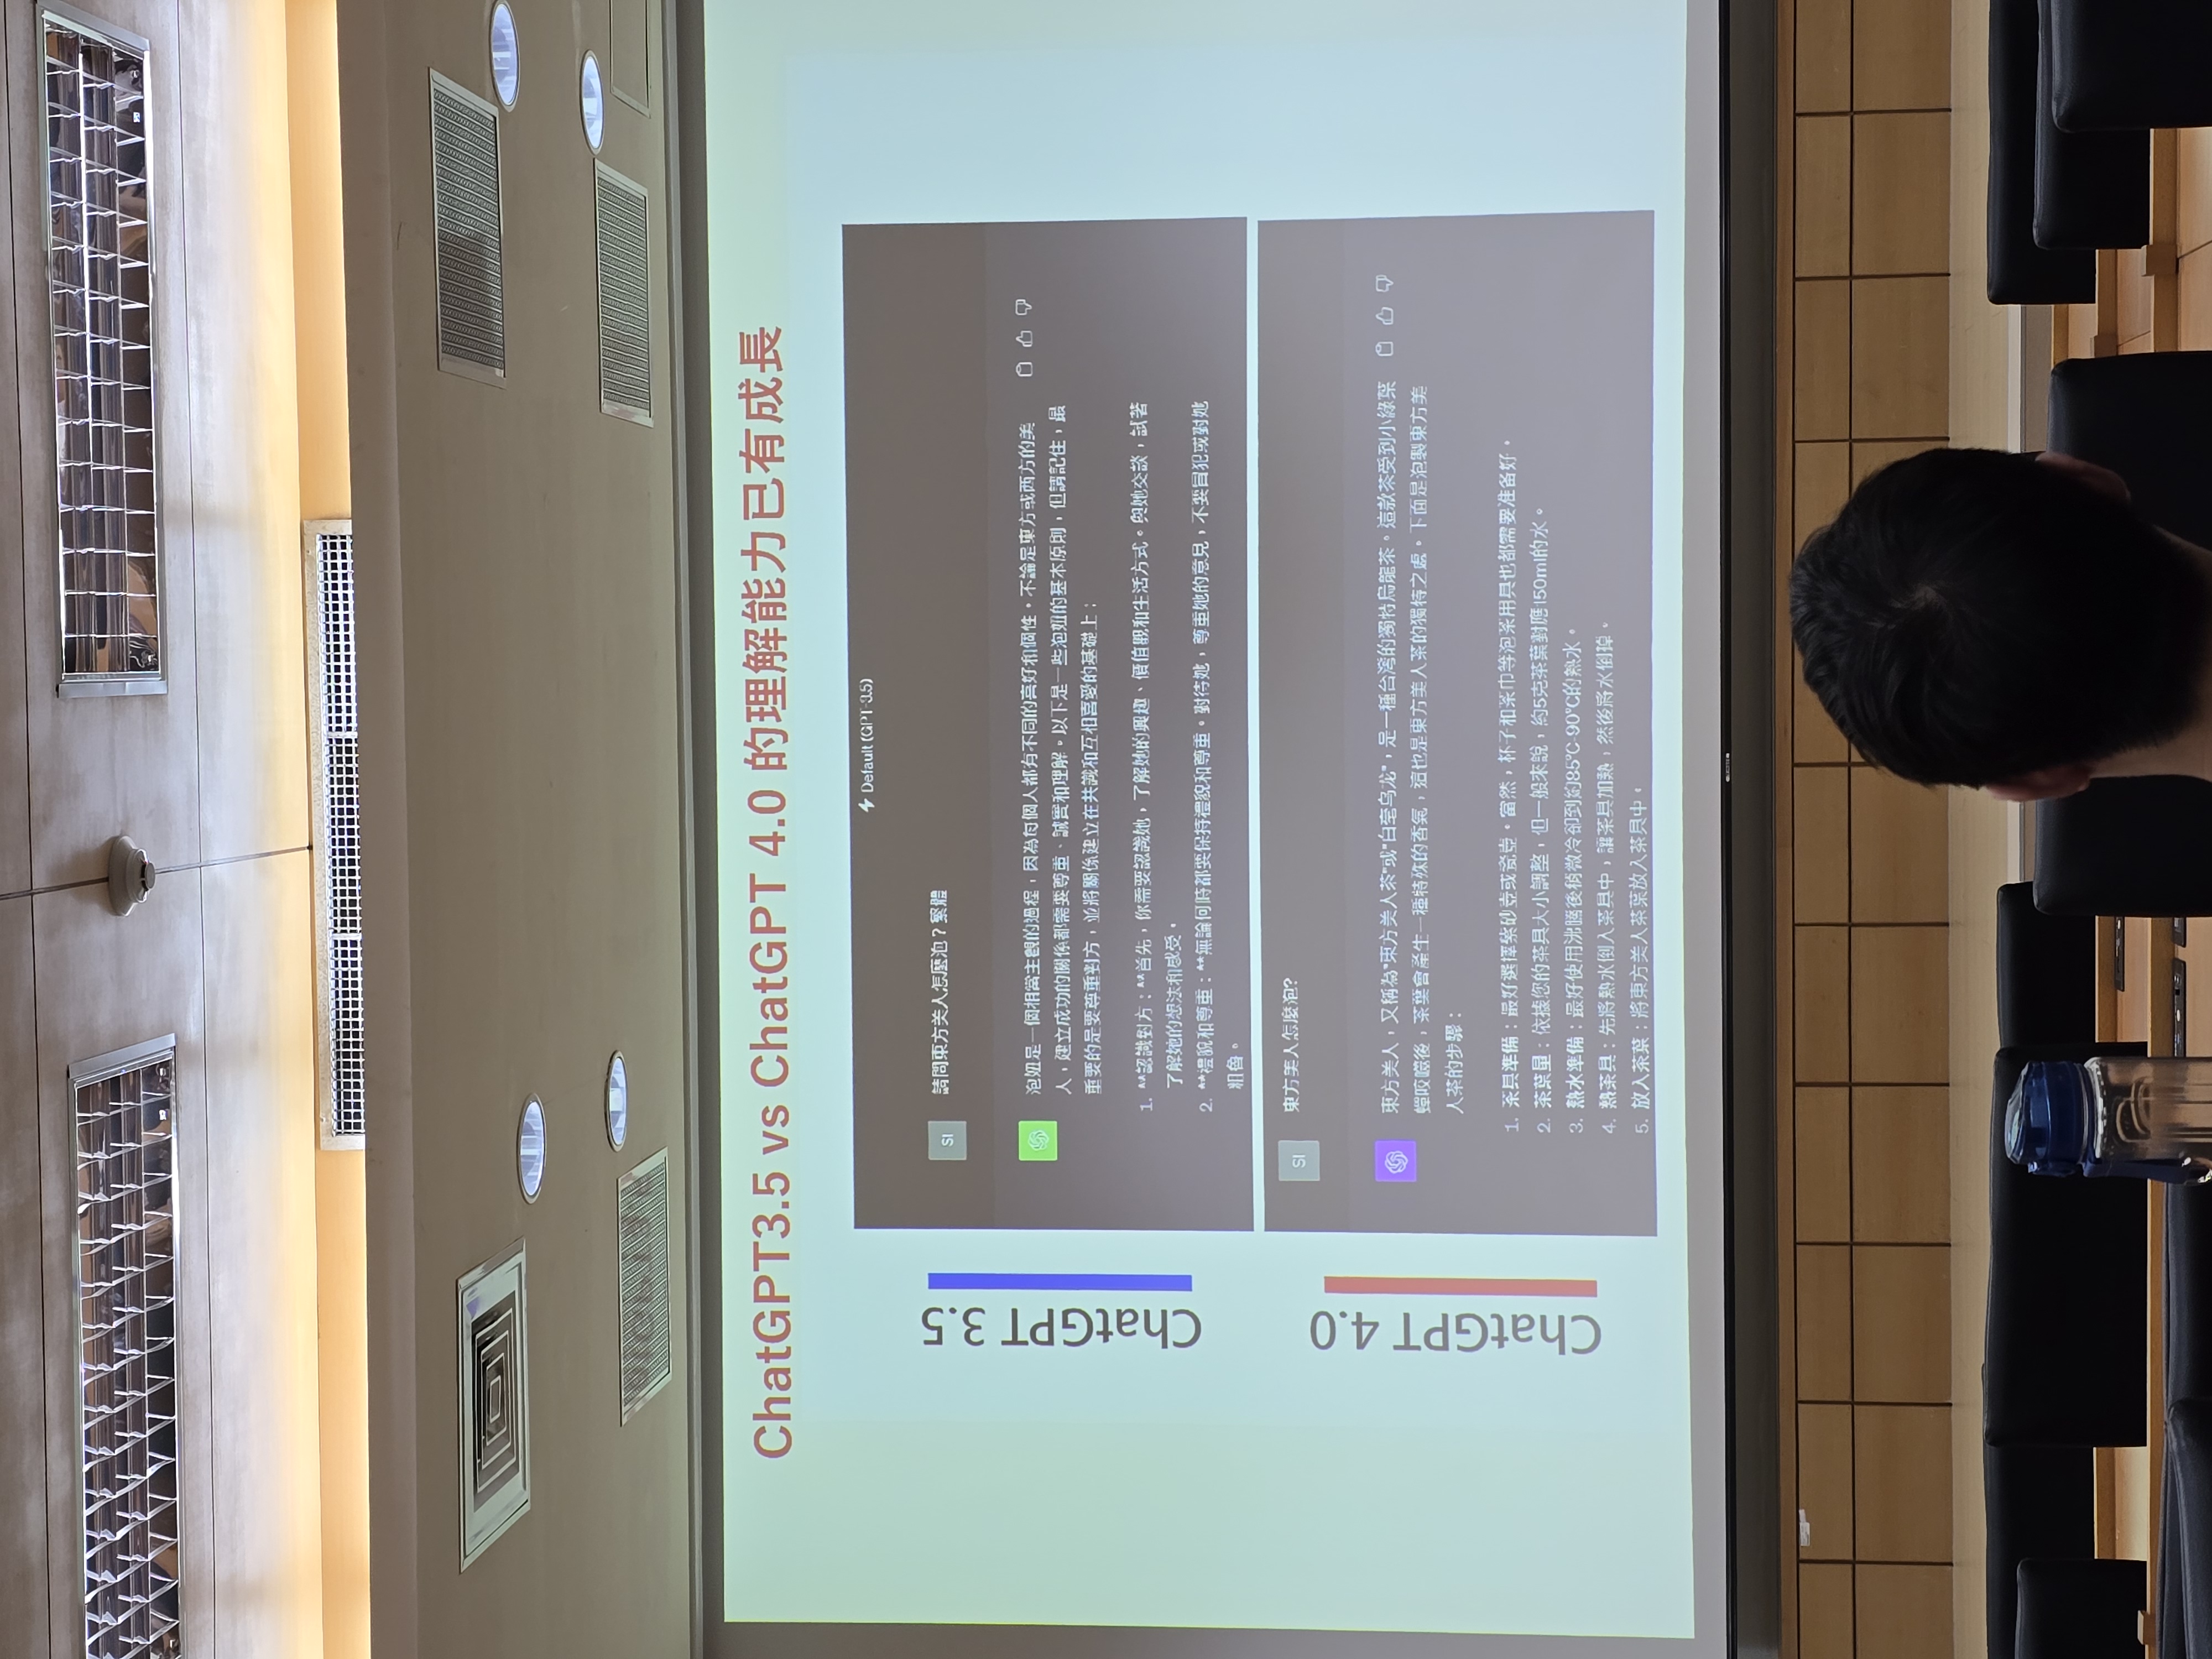 ChatGPT3.5 vs ChatGPT 4.0 的理解能力已有成長
ChatGPT 3.5
Default (GPT-3.5)
SI
請問東方美人怎麼泡？繁體
泡妞是一個相當主觀的過程，因為每個人都有不同的喜好和個性。不論是東方或西方的美
人，建立成功的關係都需要尊重、誠實和理解。以下是一些泡妞的基本原則，但請記住，最
重要的是要尊重對方，並將關係建立在共識和互相喜愛的基礎上：
1. **認識對方：**首先，你需要認識她，了解她的興趣、價值觀和生活方式。與她交談，試著
了解她的想法和感受。
2. **禮貌和尊重：**無論何時都要保持禮貌和尊重。對待她，尊重她的意見，不要冒犯或對她
粗魯。
ChatGPT 4.0
SI
東方美人怎麼泡?
東方美人，又稱為"東方美人茶"或"白毫乌龙"，是一種台灣的獨特烏龍茶。這款茶受到小綠葉
蟬咬嚙後，茶葉會產生一種特殊的香氣，這也是東方美人茶的獨特之處。下面是泡製東方美
人茶的步驟：
1. 茶具準備：最好選擇紫砂壺或瓷壺。當然，杯子和茶巾等泡茶用具也都需要准备好。
2. 茶葉量：依據您的茶具大小調整，但一般來說，約5克茶葉對應150ml的水。
3. 熱水準備：最好使用沸騰後稍微冷卻到約85°C-90°C的熱水。
4. 熱茶具：先將熱水倒入茶具中，讓茶具加熱，然後將水倒掉。
5. 放入茶葉：將東方美人茶葉放入茶具中。